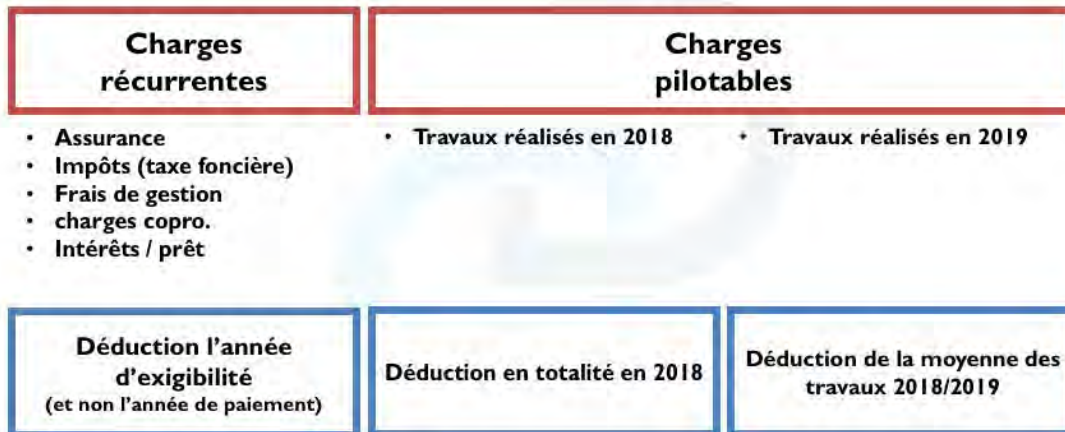 Charges
récurrentes
Charges
pilotables
• Assurance
• Impôts (taxe foncière)
• Frais de gestion
• charges copro.
• Intérêts / prêt
• Travaux réalisés en 2018
• Travaux réalisés en 2019
Déduction l'année
d'exigibilité
(et non l'année de paiement)
Déduction en totalité en 2018
Déduction de la moyenne des
travaux 2018/2019